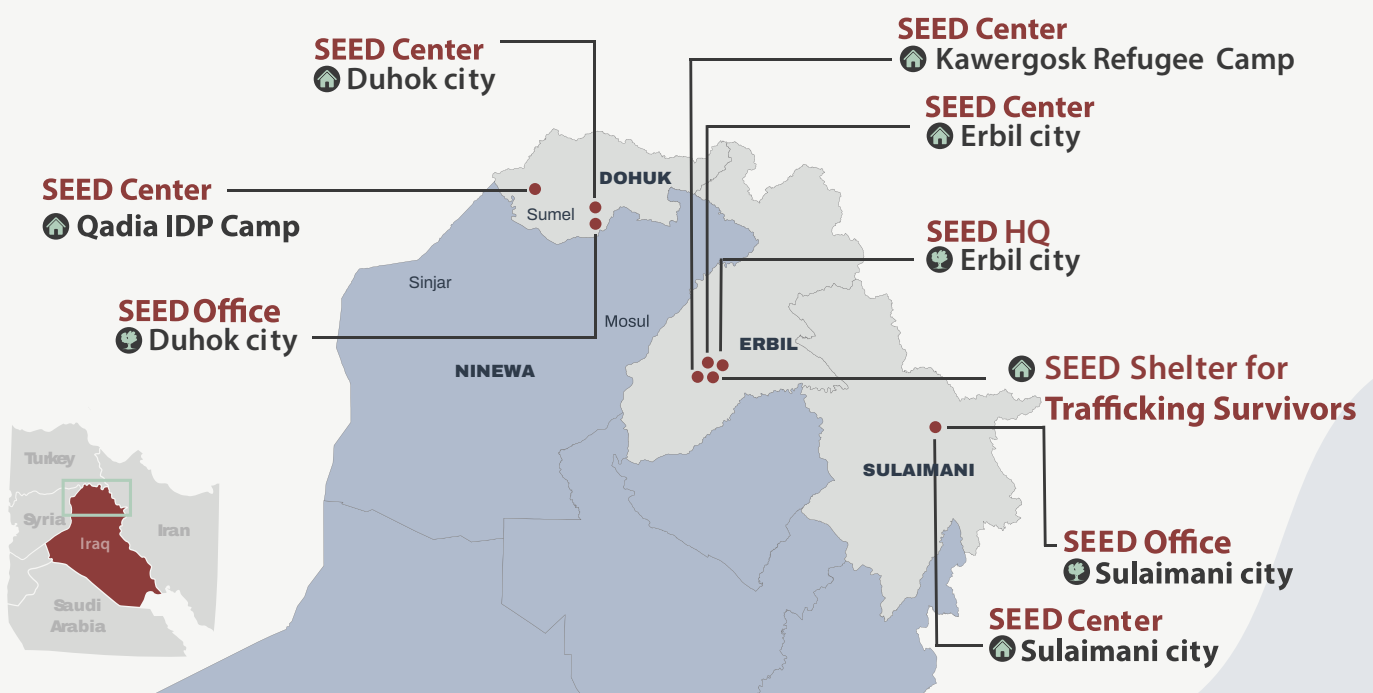 SEED Center
Duhok city
SEED Center
Kawergosk Refugee Camp
SEED Center
Erbil city
SEED Center
Qadia IDP Camp
DOHUK
Sumel
SEED HQ
Erbil city
Sinjar
SEED Office
Duhok city
Mosul
ERBIL
NINEWA
SEED Shelter for
Trafficking Survivors
SULAIMANI
Turkey
Syria
Iraq
Iran
Saudi
Arabia
SEED Office
Sulaimani city
SEED Center
Sulaimani city